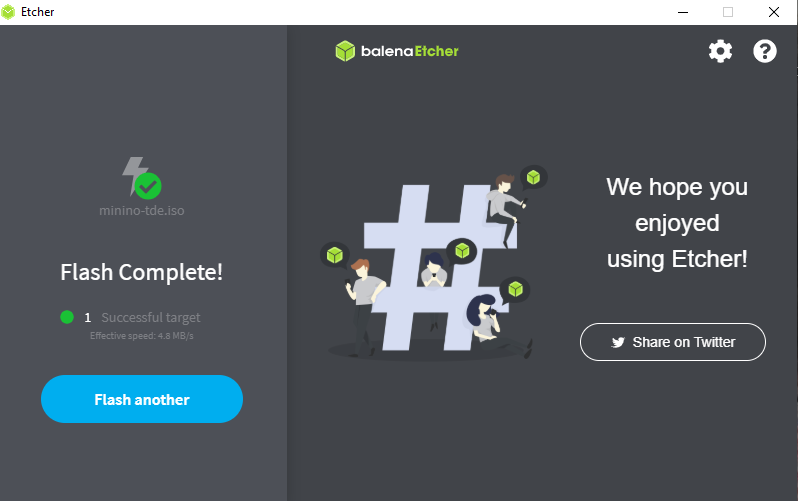 Etcher
balenaEtcher
minino-tde.iso
Flash Complete!
1 Successful target
Effective speed: 4.8 MB/s
Flash another
We hope you
enjoyed
using Etcher!
Share on Twitter